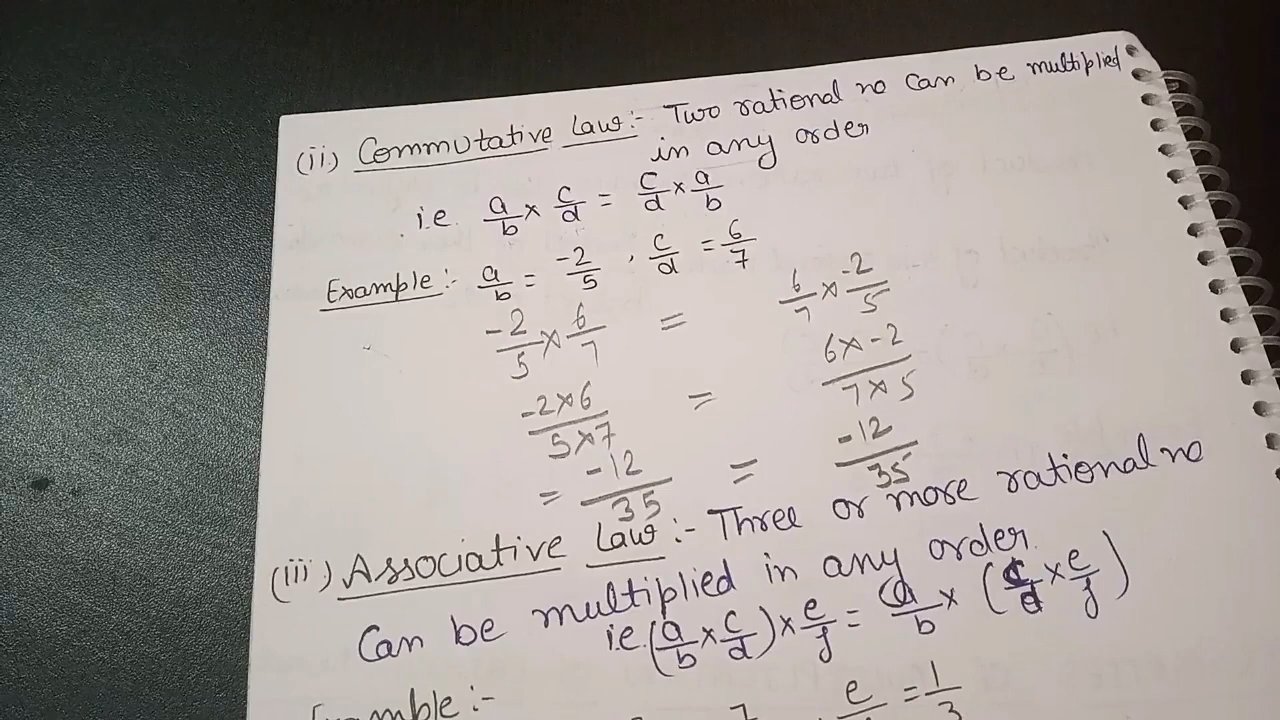 (ii.) Commutative Law:- Two rational no can be multiplied
in any order
i.e. a/b × c/d = c/d × a/b
Example:- a/b = -2/5 , c/d = 6/7
-2/5 × 6/7 = 6/7 × -2/5
-2×6/5×7 = 6×-2/7×5
= -12/35 = -12/35
(iii) Associative Law:- Three or more rational no
Can be multiplied in any order.
i.e. (a/b × c/d) × e/f = a/b × (c/d × e/f)
Example:- e = 1/3